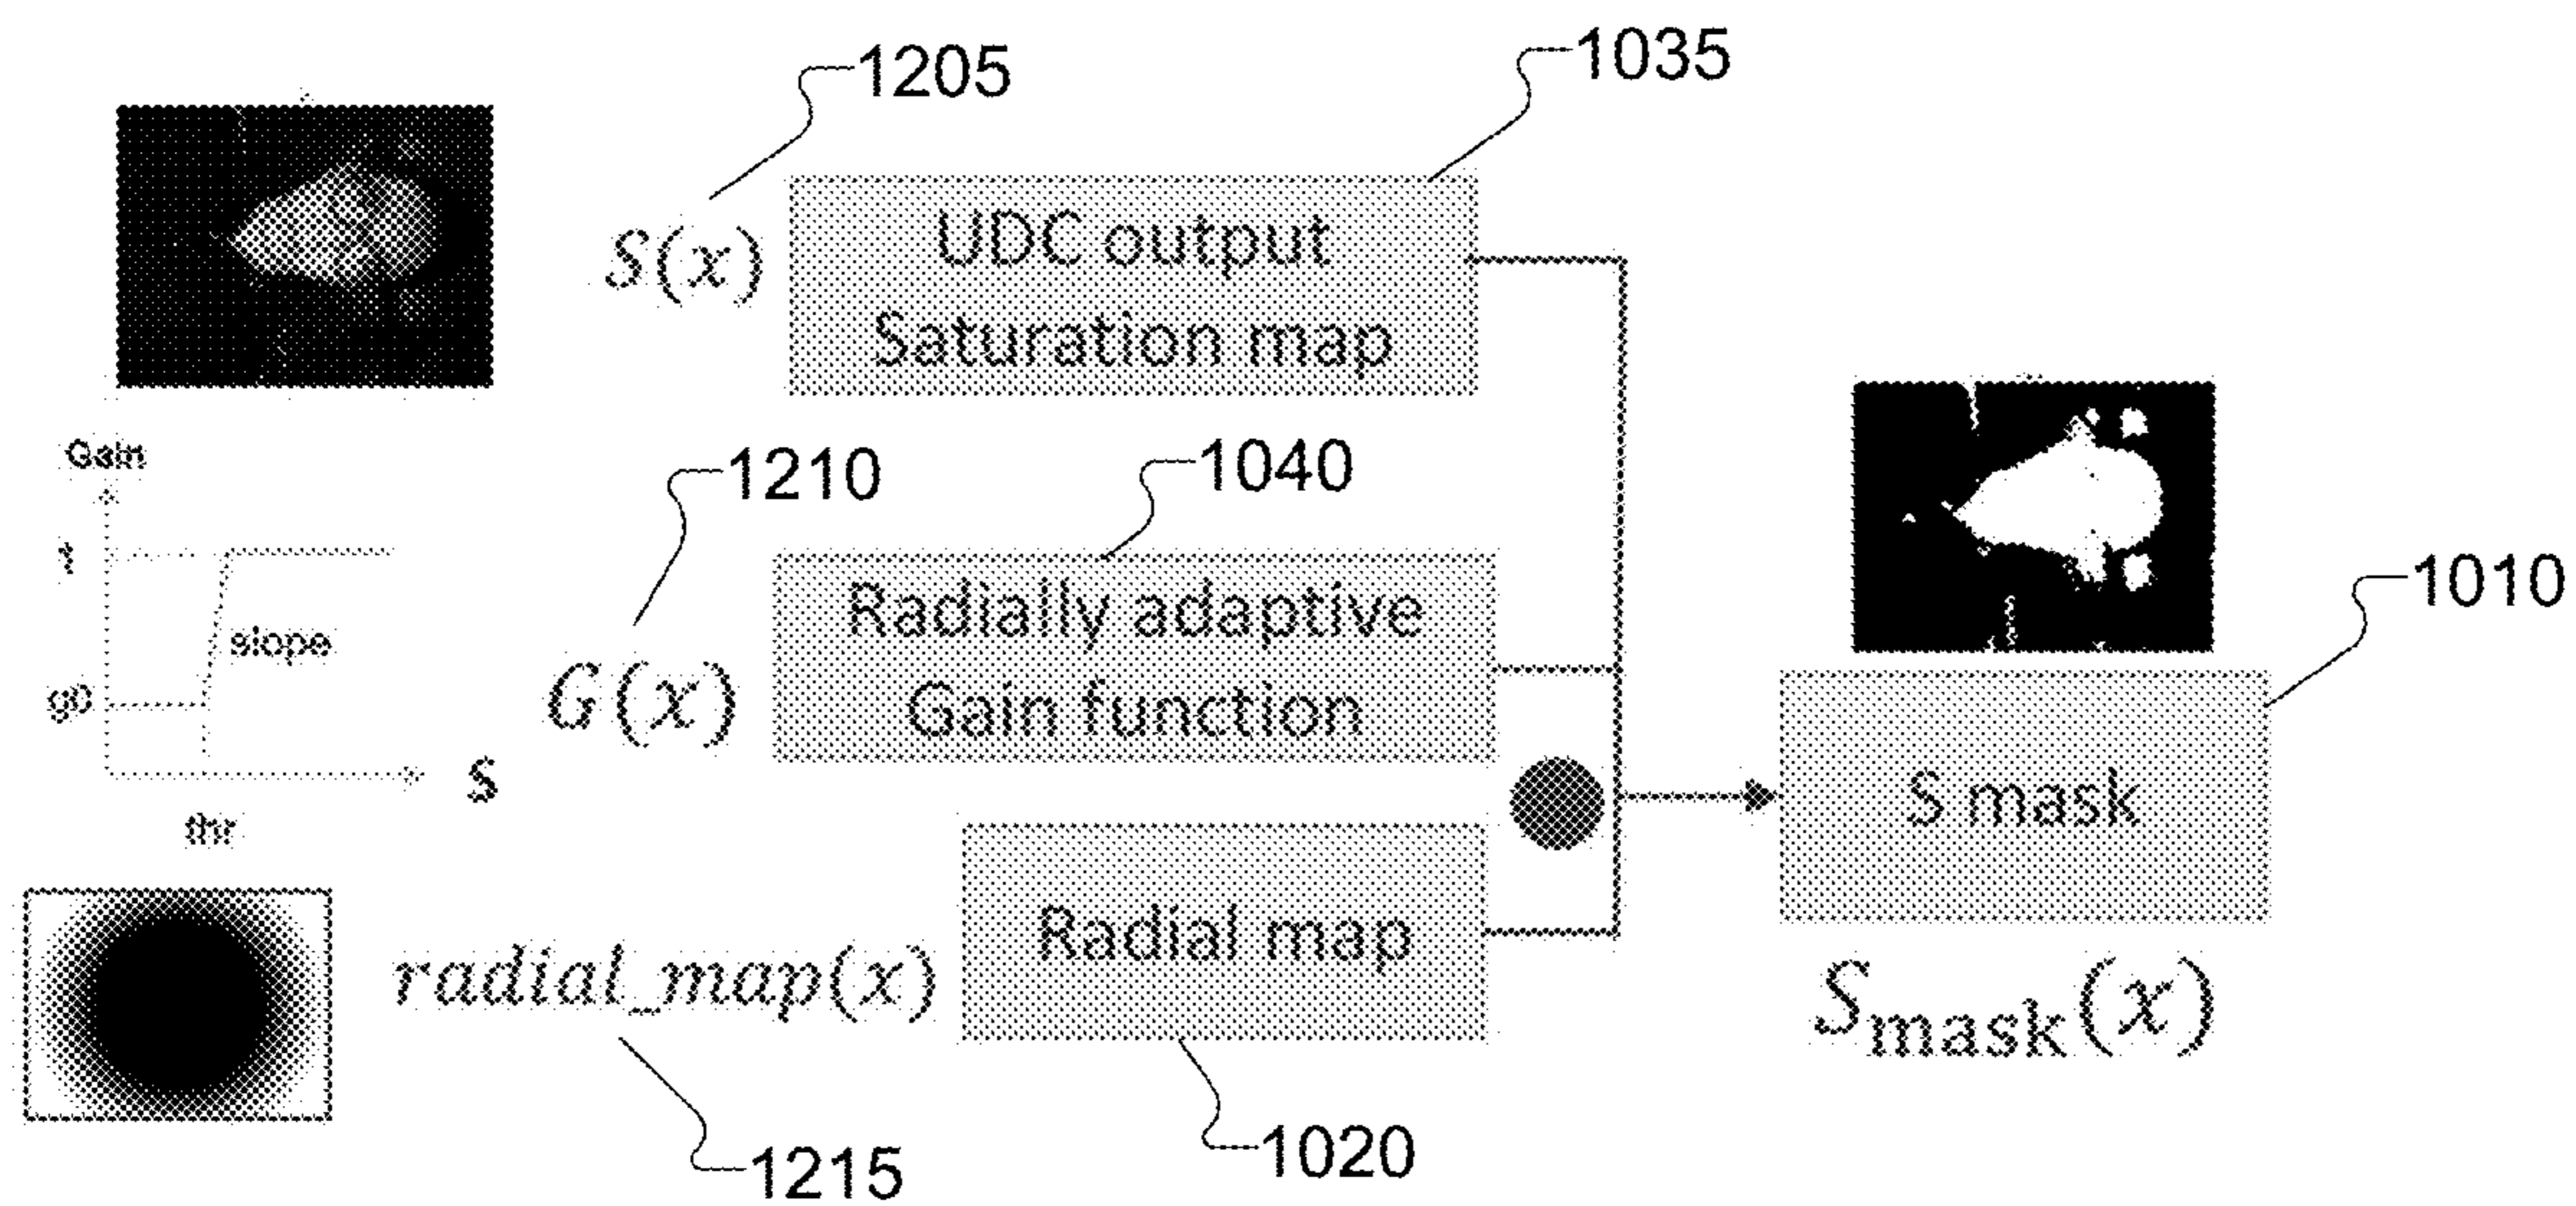 1205
1035
S(x)
UDC output
Saturation map
Gain
1
slope
g0
S
thr
1210
1040
G(x)
Radially adaptive
Gain function
1010
S mask
S_mask(x)
radial_map(x)
Radial map
1215
1020